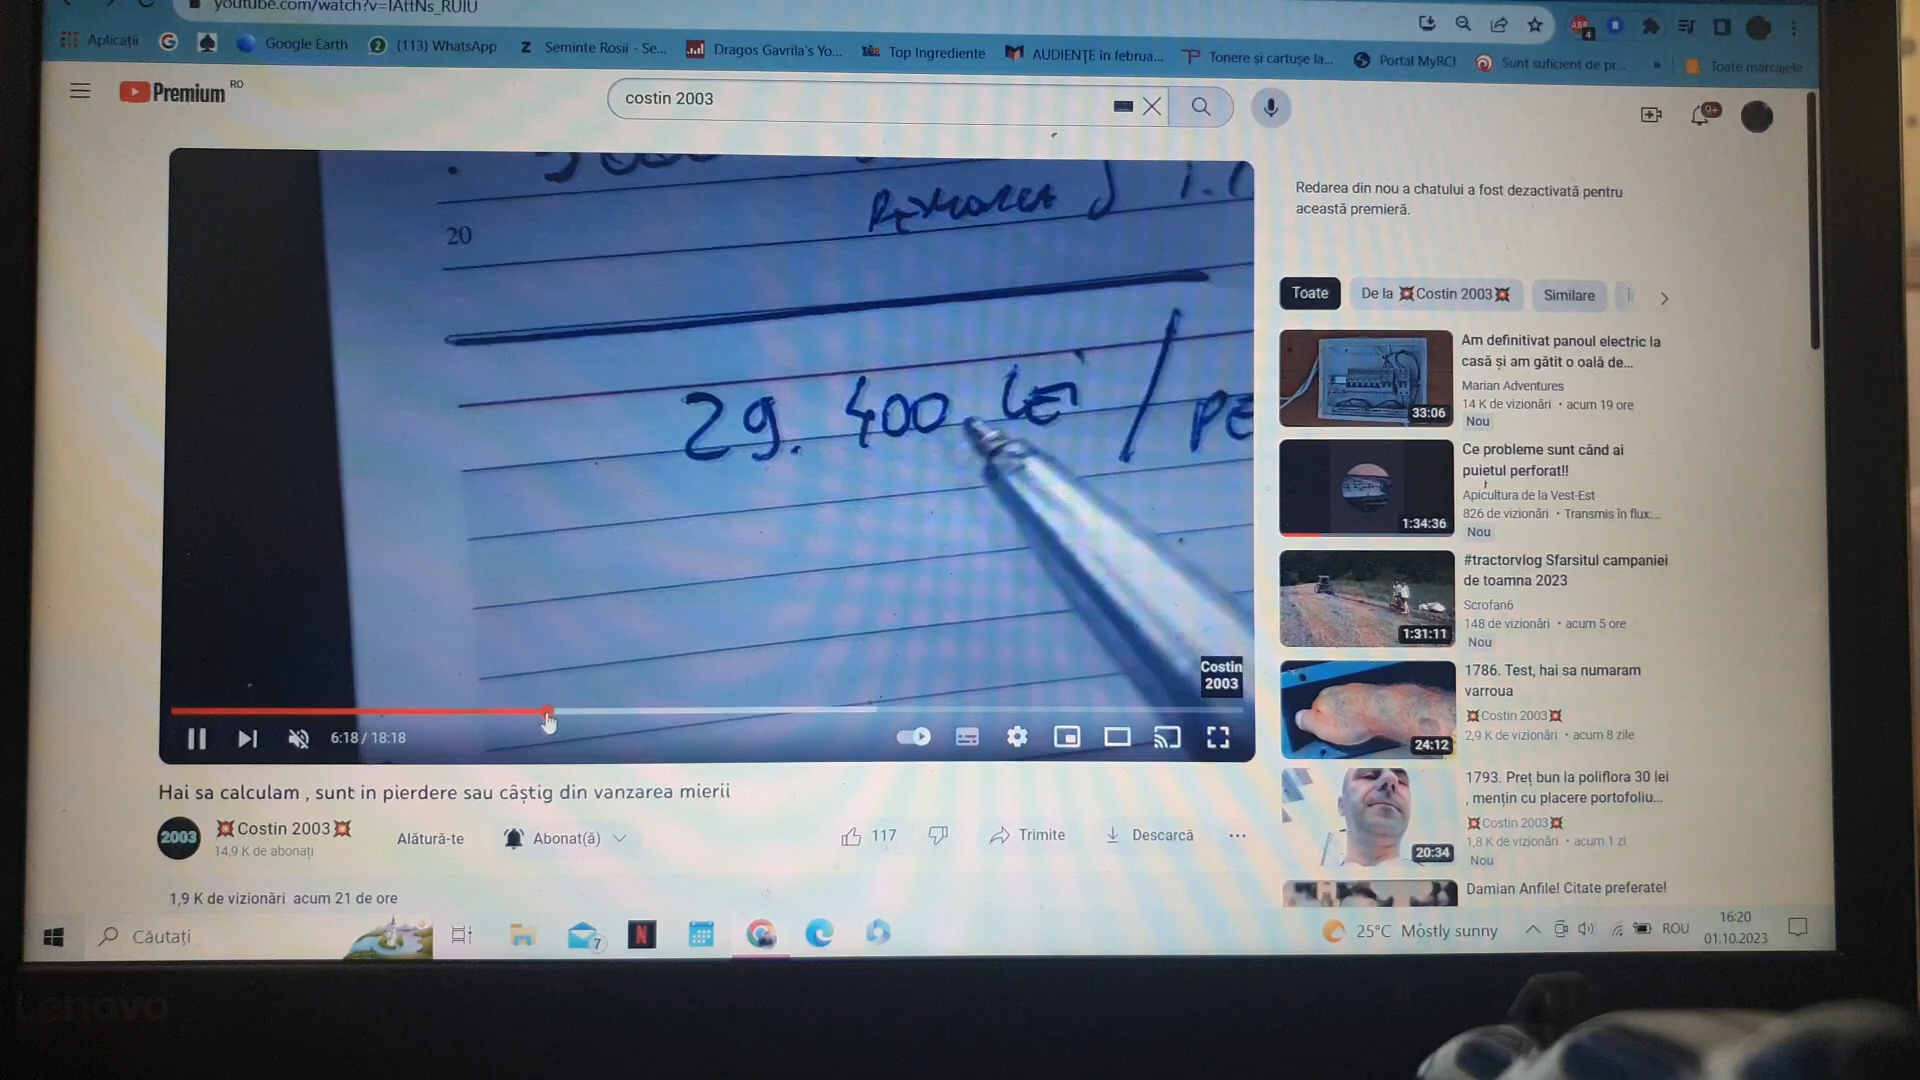 youtube.com/watch?v=IAttNs_RUIU
Aplicații
Google Earth
(113) WhatsApp
Seminte Rosii - Se...
Dragos Gavrila's Yo...
Top Ingrediente
AUDIENȚE în februa...
Tonere și cartușe la...
Portal MyRCI
Sunt suficient de pr...
»
Toate marcajele
Premium RO
costin 2003
9+
20
29.400 LEI / PE
Costin
2003
6:18 / 18:18
Hai sa calculam , sunt in pierdere sau câștig din vanzarea mierii
2003
💥Costin 2003💥
14,9 K de abonați
Alătură-te
Abonat(ă)
117
Trimite
Descarcă
1,9 K de vizionări acum 21 de ore
Redarea din nou a chatului a fost dezactivată pentru
această premieră.
Toate
De la 💥Costin 2003💥
Similare
33:06
Am definitivat panoul electric la
casă și am gătit o oală de...
Marian Adventures
14 K de vizionări • acum 19 ore
Nou
1:34:36
Ce probleme sunt când ai
puietul perforat!!
Apicultura de la Vest-Est
826 de vizionări • Transmis în flux...
Nou
1:31:11
#tractorvlog Sfarsitul campaniei
de toamna 2023
Scrofan6
148 de vizionări • acum 5 ore
Nou
24:12
1786. Test, hai sa numaram
varroua
💥Costin 2003💥
2,9 K de vizionări • acum 8 zile
20:34
1793. Preț bun la poliflora 30 lei
, mențin cu placere portofoliu...
💥Costin 2003💥
1,8 K de vizionări • acum 1 zi
Nou
Damian Anfile! Citate preferate!
Căutați
7
25°C Mostly sunny
ROU
16:20
01.10.2023
Lenovo